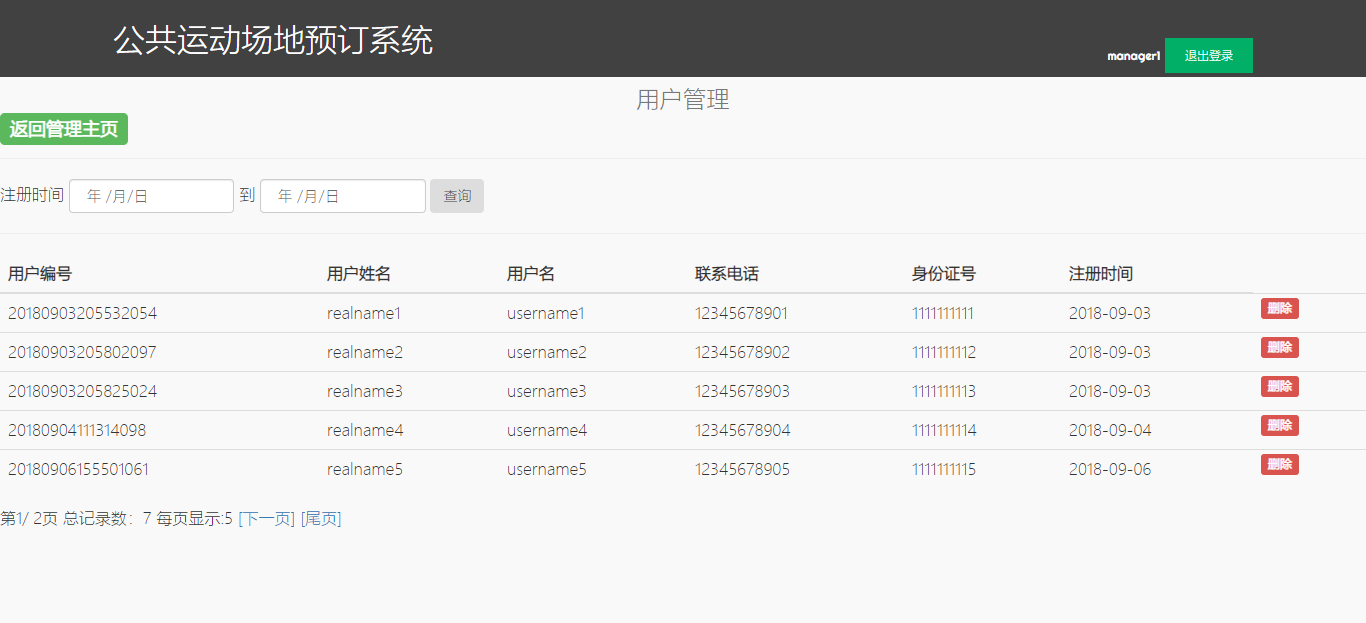 公共运动场地预订系统
manager1 退出登录
用户管理
返回管理主页
注册时间 年 /月/日 到 年 /月/日 查询
用户编号 用户姓名 用户名 联系电话 身份证号 注册时间
20180903205532054 realname1 username1 12345678901 1111111111 2018-09-03 删除
20180903205802097 realname2 username2 12345678902 1111111112 2018-09-03 删除
20180903205825024 realname3 username3 12345678903 1111111113 2018-09-03 删除
20180904111314098 realname4 username4 12345678904 1111111114 2018-09-04 删除
20180906155501061 realname5 username5 12345678905 1111111115 2018-09-06 删除
第1/ 2页 总记录数：7 每页显示:5 [下一页] [尾页]